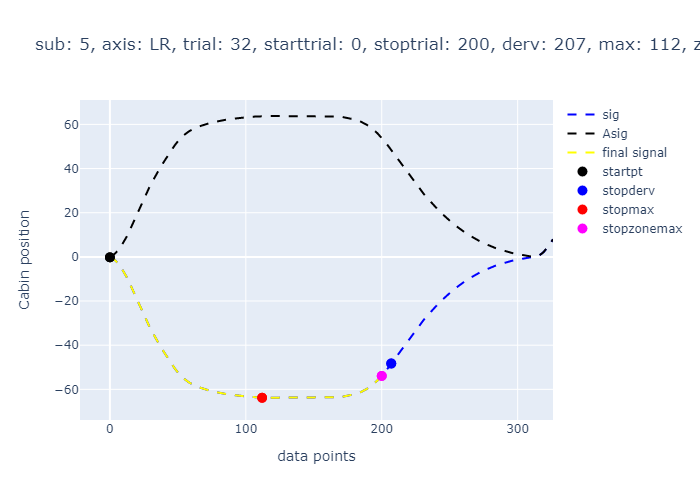 sub: 5, axis: LR, trial: 32, starttrial: 0, stoptrial: 200, derv: 207, max: 112, z
60
40
20
0
−20
−40
−60
Cabin position
0
100
200
300
data points
sig
Asig
final signal
startpt
stopderv
stopmax
stopzonemax